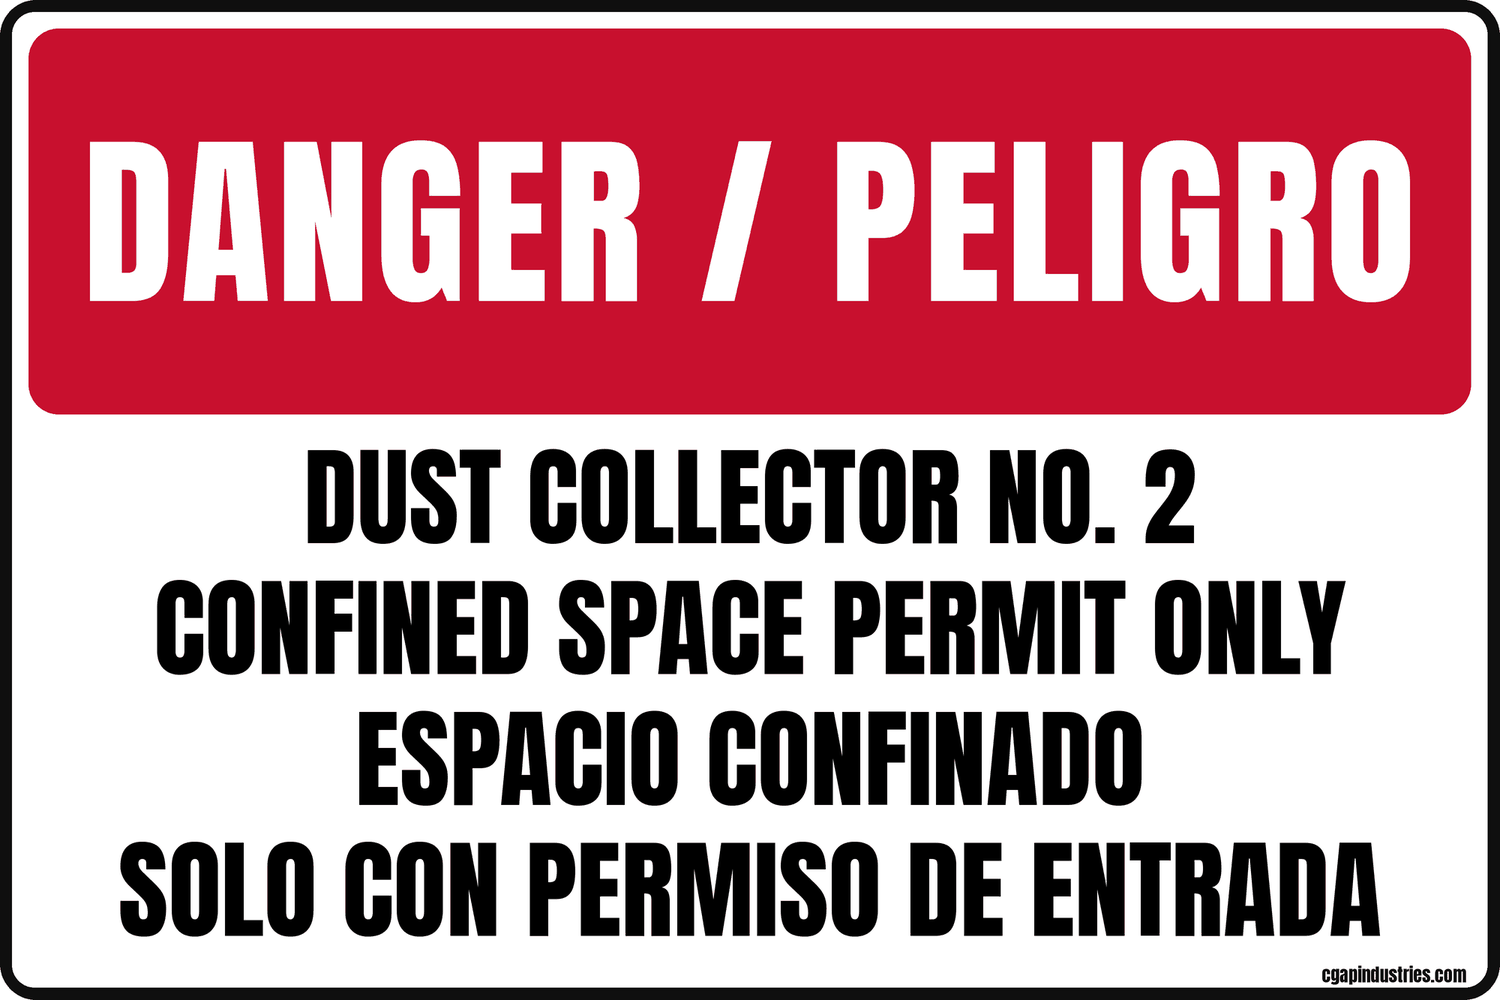 DANGER / PELIGRO
DUST COLLECTOR NO. 2
CONFINED SPACE PERMIT ONLY
ESPACIO CONFINADO
SOLO CON PERMISO DE ENTRADA
cgapindustries.com